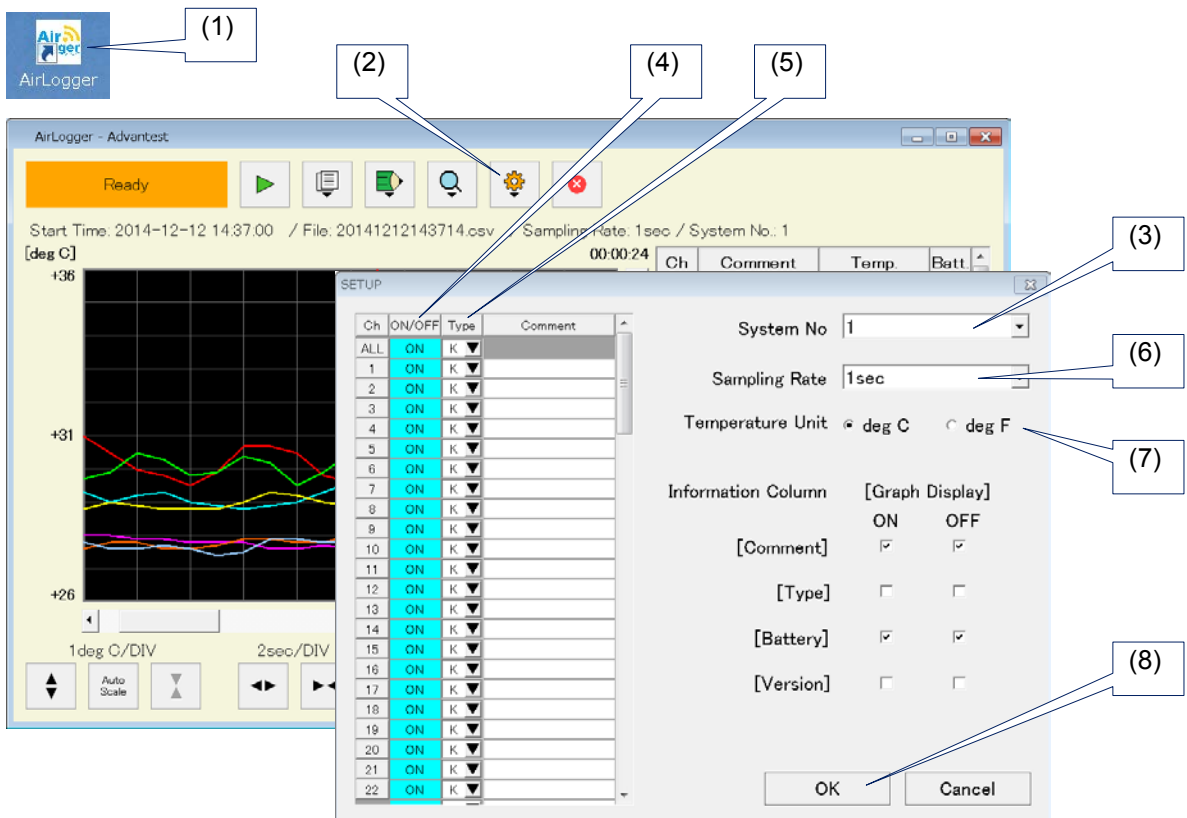 (1)
Air
ger
AirLogger
(2)
(4)
(5)
AirLogger - Advantest
Ready
Start Time: 2014-12-12 14:37.00 / File: 20141212143714.csv / Sampling Rate: 1sec / System No.: 1
[deg C]
00:00:24
Ch Comment Temp. Batt.
+36
+31
+26
1deg C/DIV
2sec/DIV
Auto
Scale
SETUP
Ch ON/OFF Type Comment
ALL ON K
1 ON K
2 ON K
3 ON K
4 ON K
5 ON K
6 ON K
7 ON K
8 ON K
9 ON K
10 ON K
11 ON K
12 ON K
13 ON K
14 ON K
15 ON K
16 ON K
17 ON K
18 ON K
19 ON K
20 ON K
21 ON K
22 ON K
System No 1
(3)
Sampling Rate 1sec
(6)
Temperature Unit deg C deg F
(7)
Information Column [Graph Display]
ON OFF
[Comment]
[Type]
[Battery]
[Version]
(8)
OK Cancel